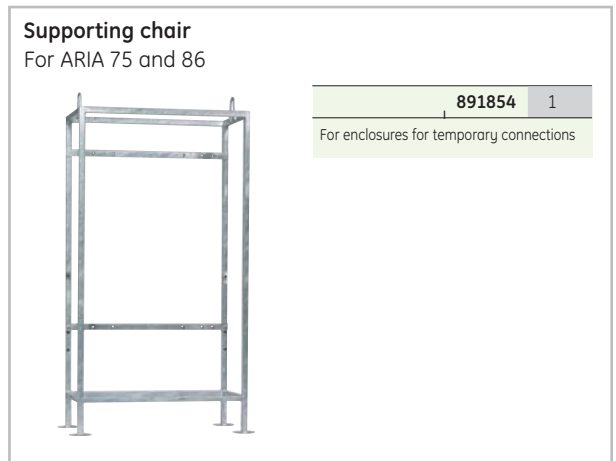 Supporting chair
For ARIA 75 and 86
891854 1
For enclosures for temporary connections